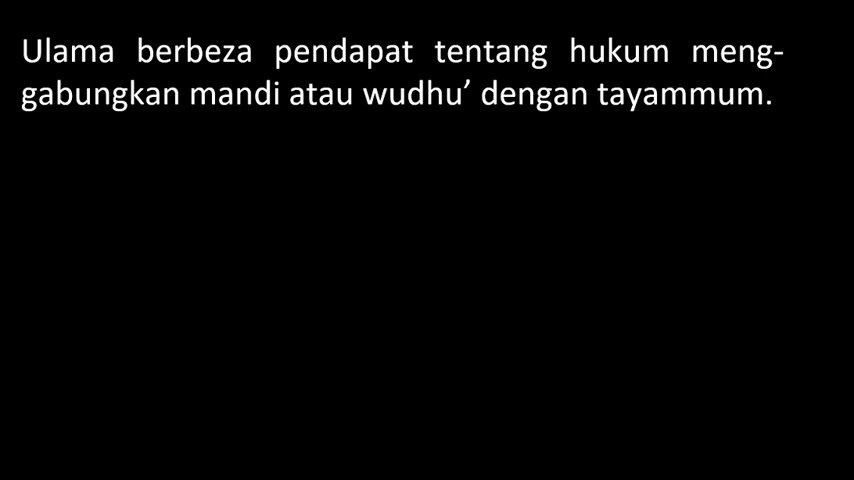 Ulama berbeza pendapat tentang hukum meng-
gabungkan mandi atau wudhu’ dengan tayammum.